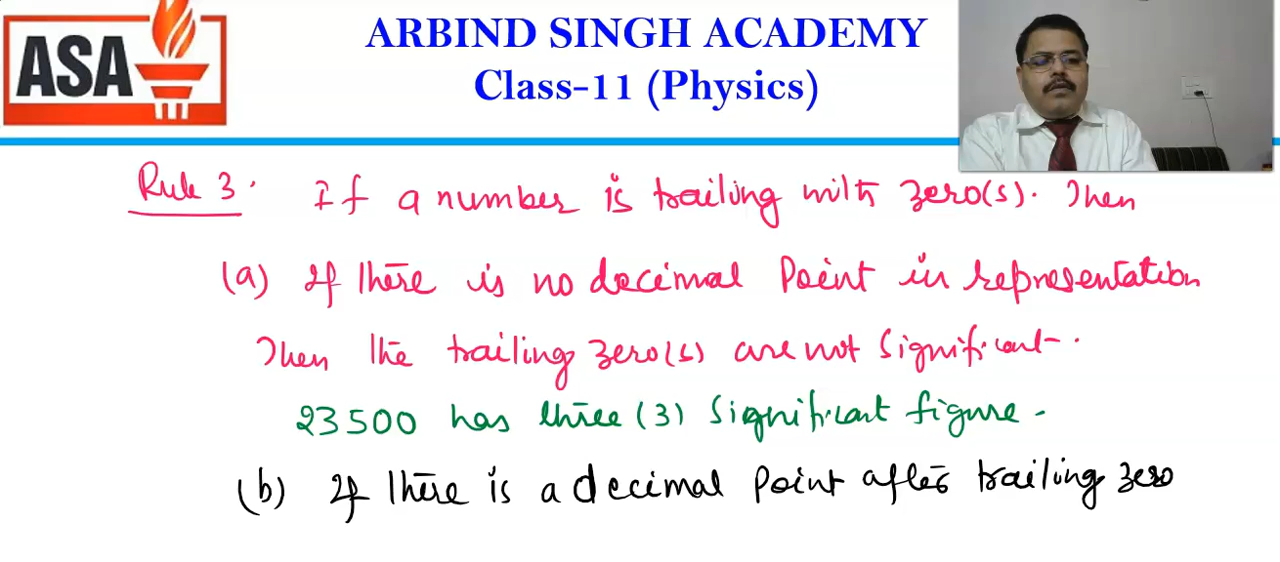 ASA
ARBIND SINGH ACADEMY
Class-11 (Physics)
Rule 3. If a number is trailing with zero(s). Then
(a) If there is no decimal Point in representation
Then the trailing zero(s) are not significant.
23500 has three (3) significant figure.
(b) If there is a decimal Point after trailing zero